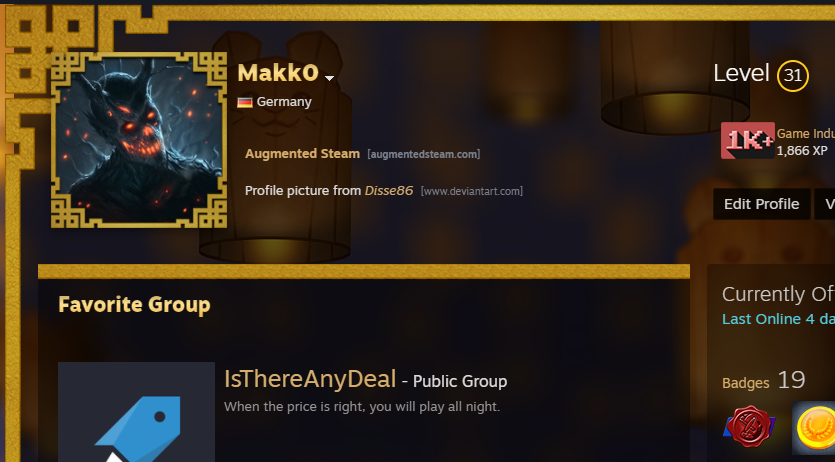 MakkO
Germany
Augmented Steam [augmentedsteam.com]
Profile picture from Disse86 [www.deviantart.com]
Level 31
1K+
Game Indu
1,866 XP
Edit Profile
V
Favorite Group
IsThereAnyDeal - Public Group
When the price is right, you will play all night.
Currently Of
Last Online 4 da
Badges 19